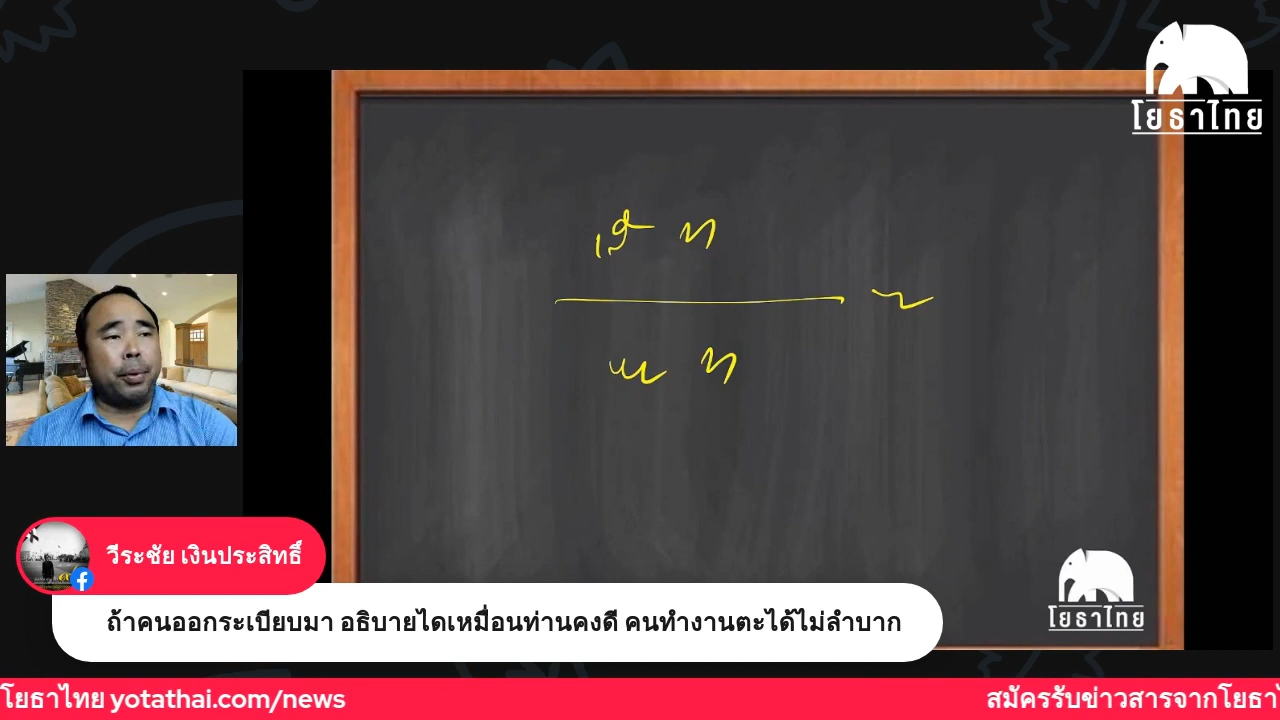 โยธาไทย
วีระชัย เงินประสิทธิ์
ถ้าคนออกระเบียบมา อธิบายไดเหมื่อนท่านคงดี คนทำงานตะได้ไม่ลำบาก
โยธาไทย
โยธาไทย yotathai.com/news
สมัครรับข่าวสารจากโยธาไ